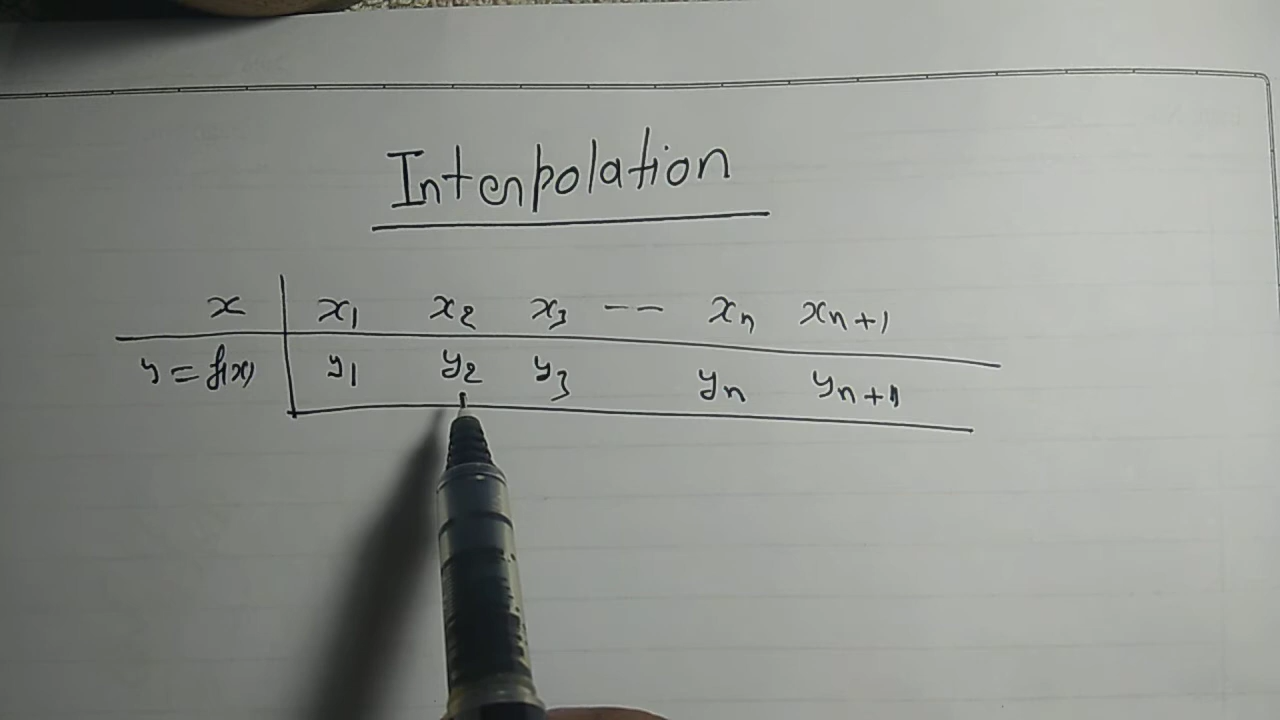 Interpolation
x x₁ x₂ x₃ -- xₙ xₙ₊₁
y = f(x) y₁ y₂ y₃ yₙ yₙ₊₁